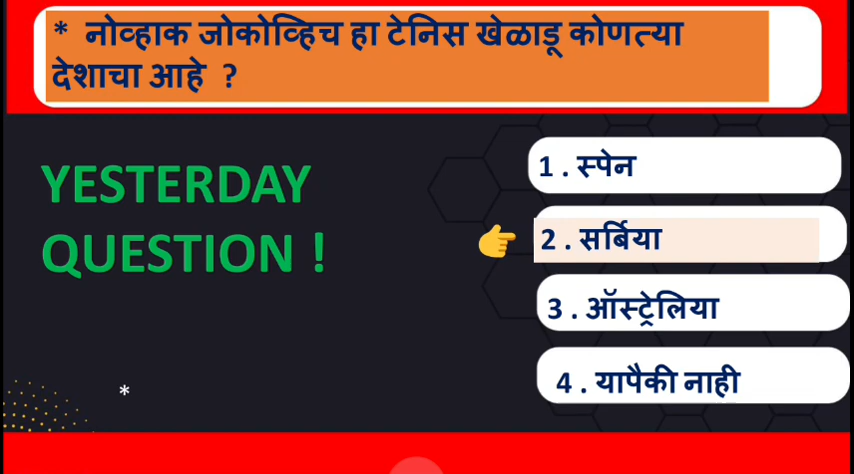 * नोव्हाक जोकोव्हिच हा टेनिस खेळाडू कोणत्या
देशाचा आहे ?
YESTERDAY
QUESTION !
1 . स्पेन
2 . सर्बिया
3 . ऑस्ट्रेलिया
4 . यापैकी नाही
*